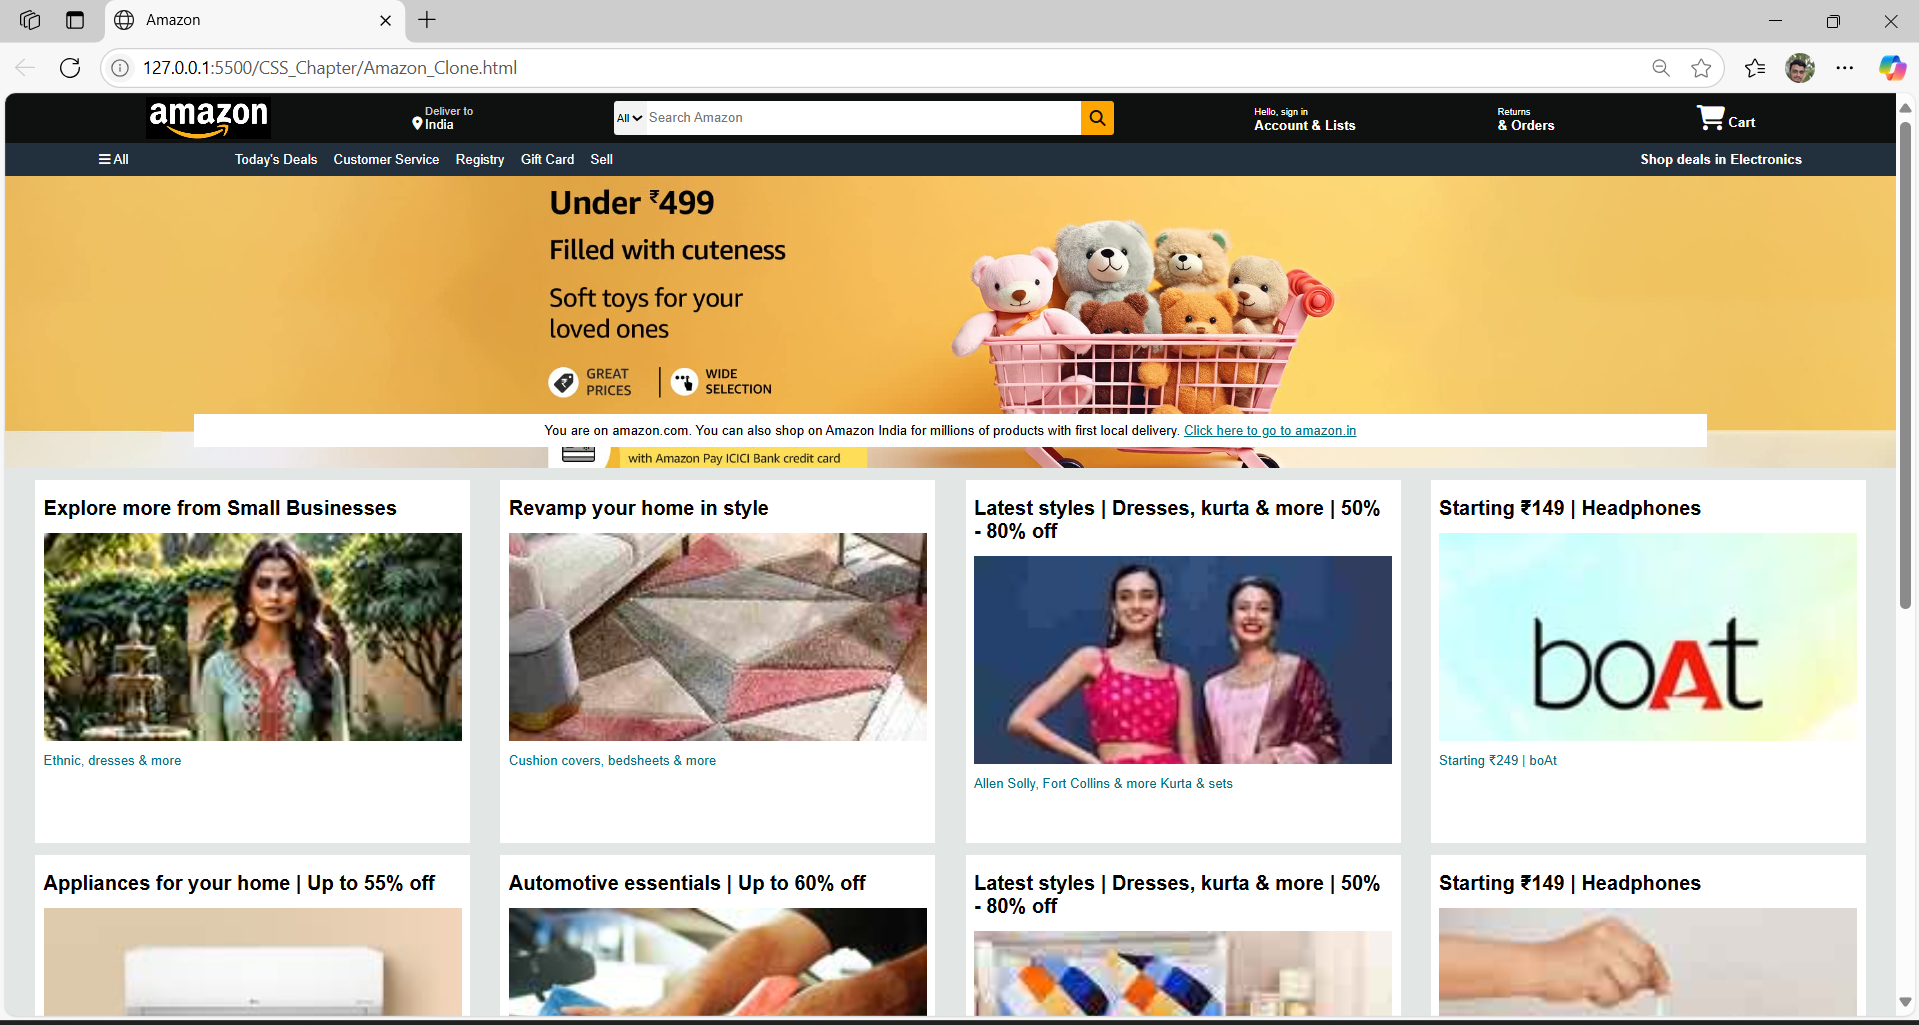 Amazon
127.0.0.1:5500/CSS_Chapter/Amazon_Clone.html
amazon
Deliver to
India
All
Search Amazon
Hello, sign in
Account & Lists
Returns
& Orders
Cart
All
Today's Deals
Customer Service
Registry
Gift Card
Sell
Shop deals in Electronics
Under ₹499
Filled with cuteness
Soft toys for your
loved ones
GREAT
PRICES
WIDE
SELECTION
You are on amazon.com. You can also shop on Amazon India for millions of products with first local delivery. Click here to go to amazon.in
with Amazon Pay ICICI Bank credit card
Explore more from Small Businesses
Ethnic, dresses & more
Revamp your home in style
Cushion covers, bedsheets & more
Latest styles | Dresses, kurta & more | 50%
- 80% off
Allen Solly, Fort Collins & more Kurta & sets
Starting ₹149 | Headphones
boAt
Starting ₹249 | boAt
Appliances for your home | Up to 55% off
Automotive essentials | Up to 60% off
Latest styles | Dresses, kurta & more | 50%
- 80% off
Starting ₹149 | Headphones